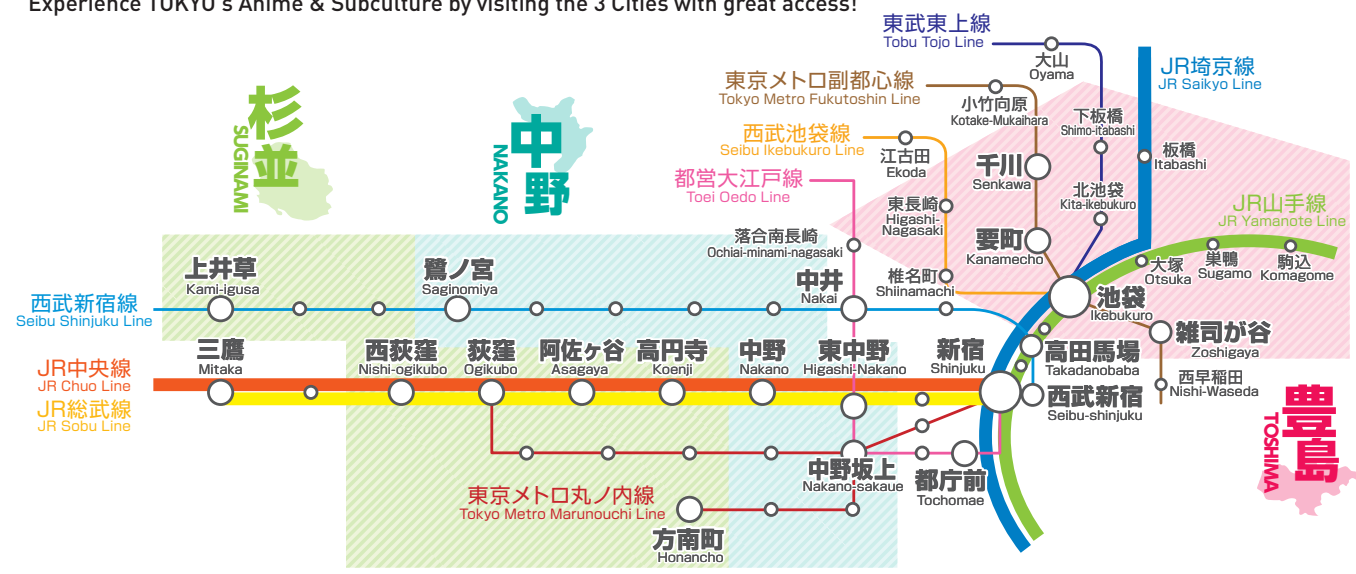 Experience TOKYO's Anime & Subculture by visiting the 3 Cities with great access!
東武東上線
Tobu Tojo Line
大山
Oyama
JR埼京線
JR Saikyo Line
東京メトロ副都心線
Tokyo Metro Fukutoshin Line
小竹向原
Kotake-Mukaihara
下板橋
Shimo-itabashi
杉並
SUGINAMI
中野
NAKANO
西武池袋線
Seibu Ikebukuro Line
江古田
Ekoda
千川
Senkawa
板橋
Itabashi
都営大江戸線
Toei Oedo Line
東長崎
Higashi-
Nagasaki
北池袋
Kita-ikebukuro
JR山手線
JR Yamanote Line
落合南長崎
Ochiai-minami-nagasaki
要町
Kanamecho
大塚
Otsuka
巣鴨
Sugamo
駒込
Komagome
上井草
Kami-igusa
鷺ノ宮
Saginomiya
中井
Nakai
椎名町
Shiinamachi
池袋
Ikebukuro
西武新宿線
Seibu Shinjuku Line
雑司が谷
Zoshigaya
三鷹
Mitaka
西荻窪
Nishi-ogikubo
荻窪
Ogikubo
阿佐ヶ谷
Asagaya
高円寺
Koenji
中野
Nakano
東中野
Higashi-Nakano
新宿
Shinjuku
高田馬場
Takadanobaba
JR中央線
JR Chuo Line
西早稲田
Nishi-Waseda
JR総武線
JR Sobu Line
西武新宿
Seibu-shinjuku
豊島
TOSHIMA
中野坂上
Nakano-sakaue
都庁前
Tochomae
東京メトロ丸ノ内線
Tokyo Metro Marunouchi Line
方南町
Honancho